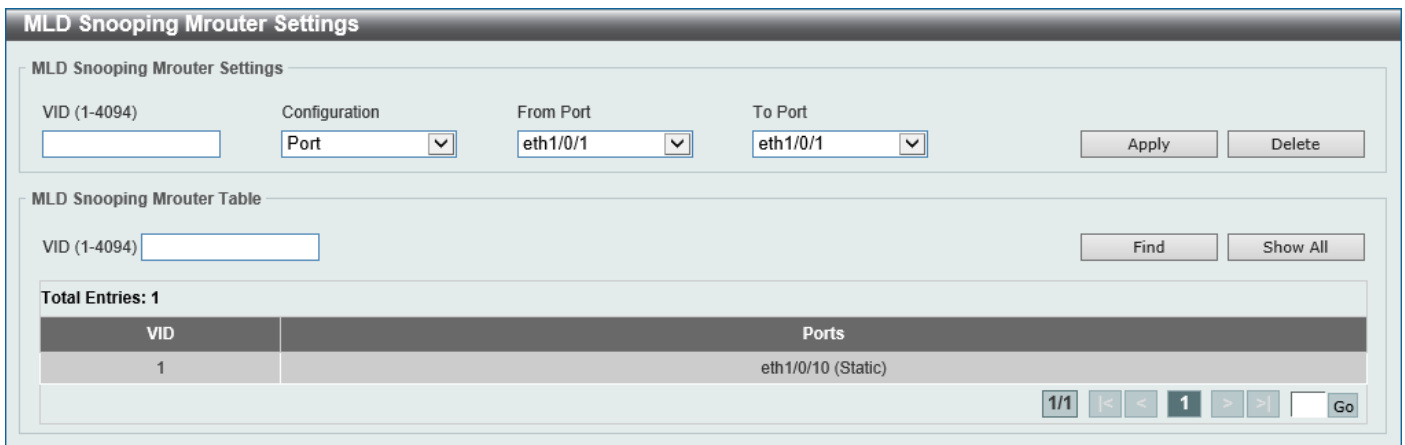 MLD Snooping Mrouter Settings
MLD Snooping Mrouter Settings
VID (1-4094) Configuration From Port To Port
Port eth1/0/1 eth1/0/1 Apply Delete
MLD Snooping Mrouter Table
VID (1-4094) Find Show All
Total Entries: 1
VID Ports
1 eth1/0/10 (Static)
1/1 |< < 1 > >| Go